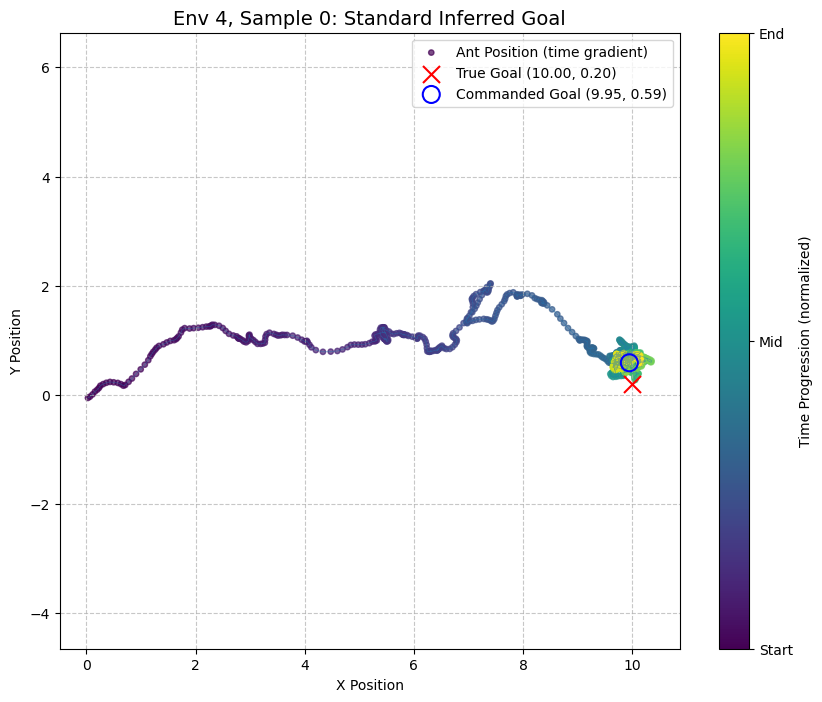 Env 4, Sample 0: Standard Inferred Goal
Ant Position (time gradient)
True Goal (10.00, 0.20)
Commanded Goal (9.95, 0.59)
6
4
2
0
−2
−4
Y Position
0
2
4
6
8
10
X Position
End
Mid
Start
Time Progression (normalized)